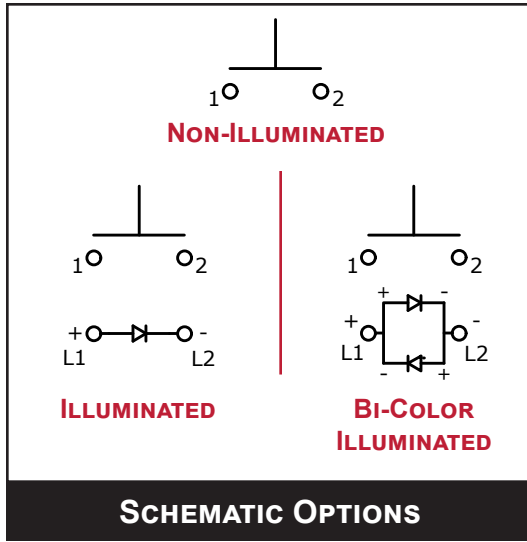 1 2
NON-ILLUMINATED
1 2
+ -
L1 L2
ILLUMINATED
1 2
+ -
+ -
L1 L2
- +
BI-COLOR
ILLUMINATED
SCHEMATIC OPTIONS